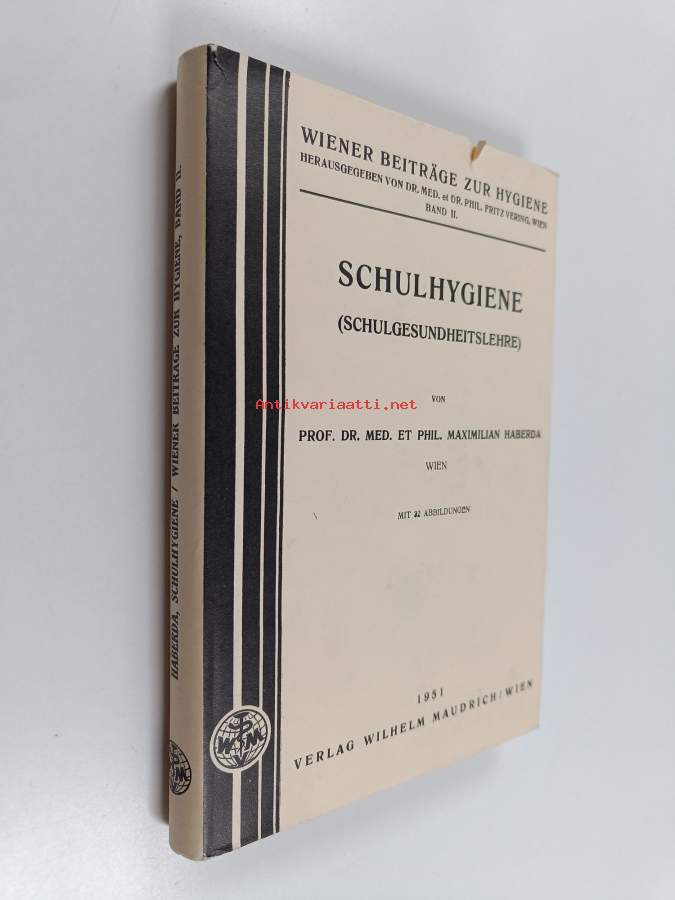 WIENER BEITRÄGE ZUR HYGIENE
HERAUSGEGEBEN VON DR. MED. et DR. PHIL. FRITZ VERING, WIEN
BAND II.
SCHULHYGIENE
(SCHULGESUNDHEITSLEHRE)
VON
Antikvariaatti.net
PROF. DR. MED. ET PHIL. MAXIMILIAN HABERDA
WIEN
MIT ABBILDUNGEN
1951
VERLAG WILHELM MAUDRICH / WIEN
HABERDA, SCHULHYGIENE / WIENER BEITRÄGE ZUR HYGIENE, BAND II.
W M
W M